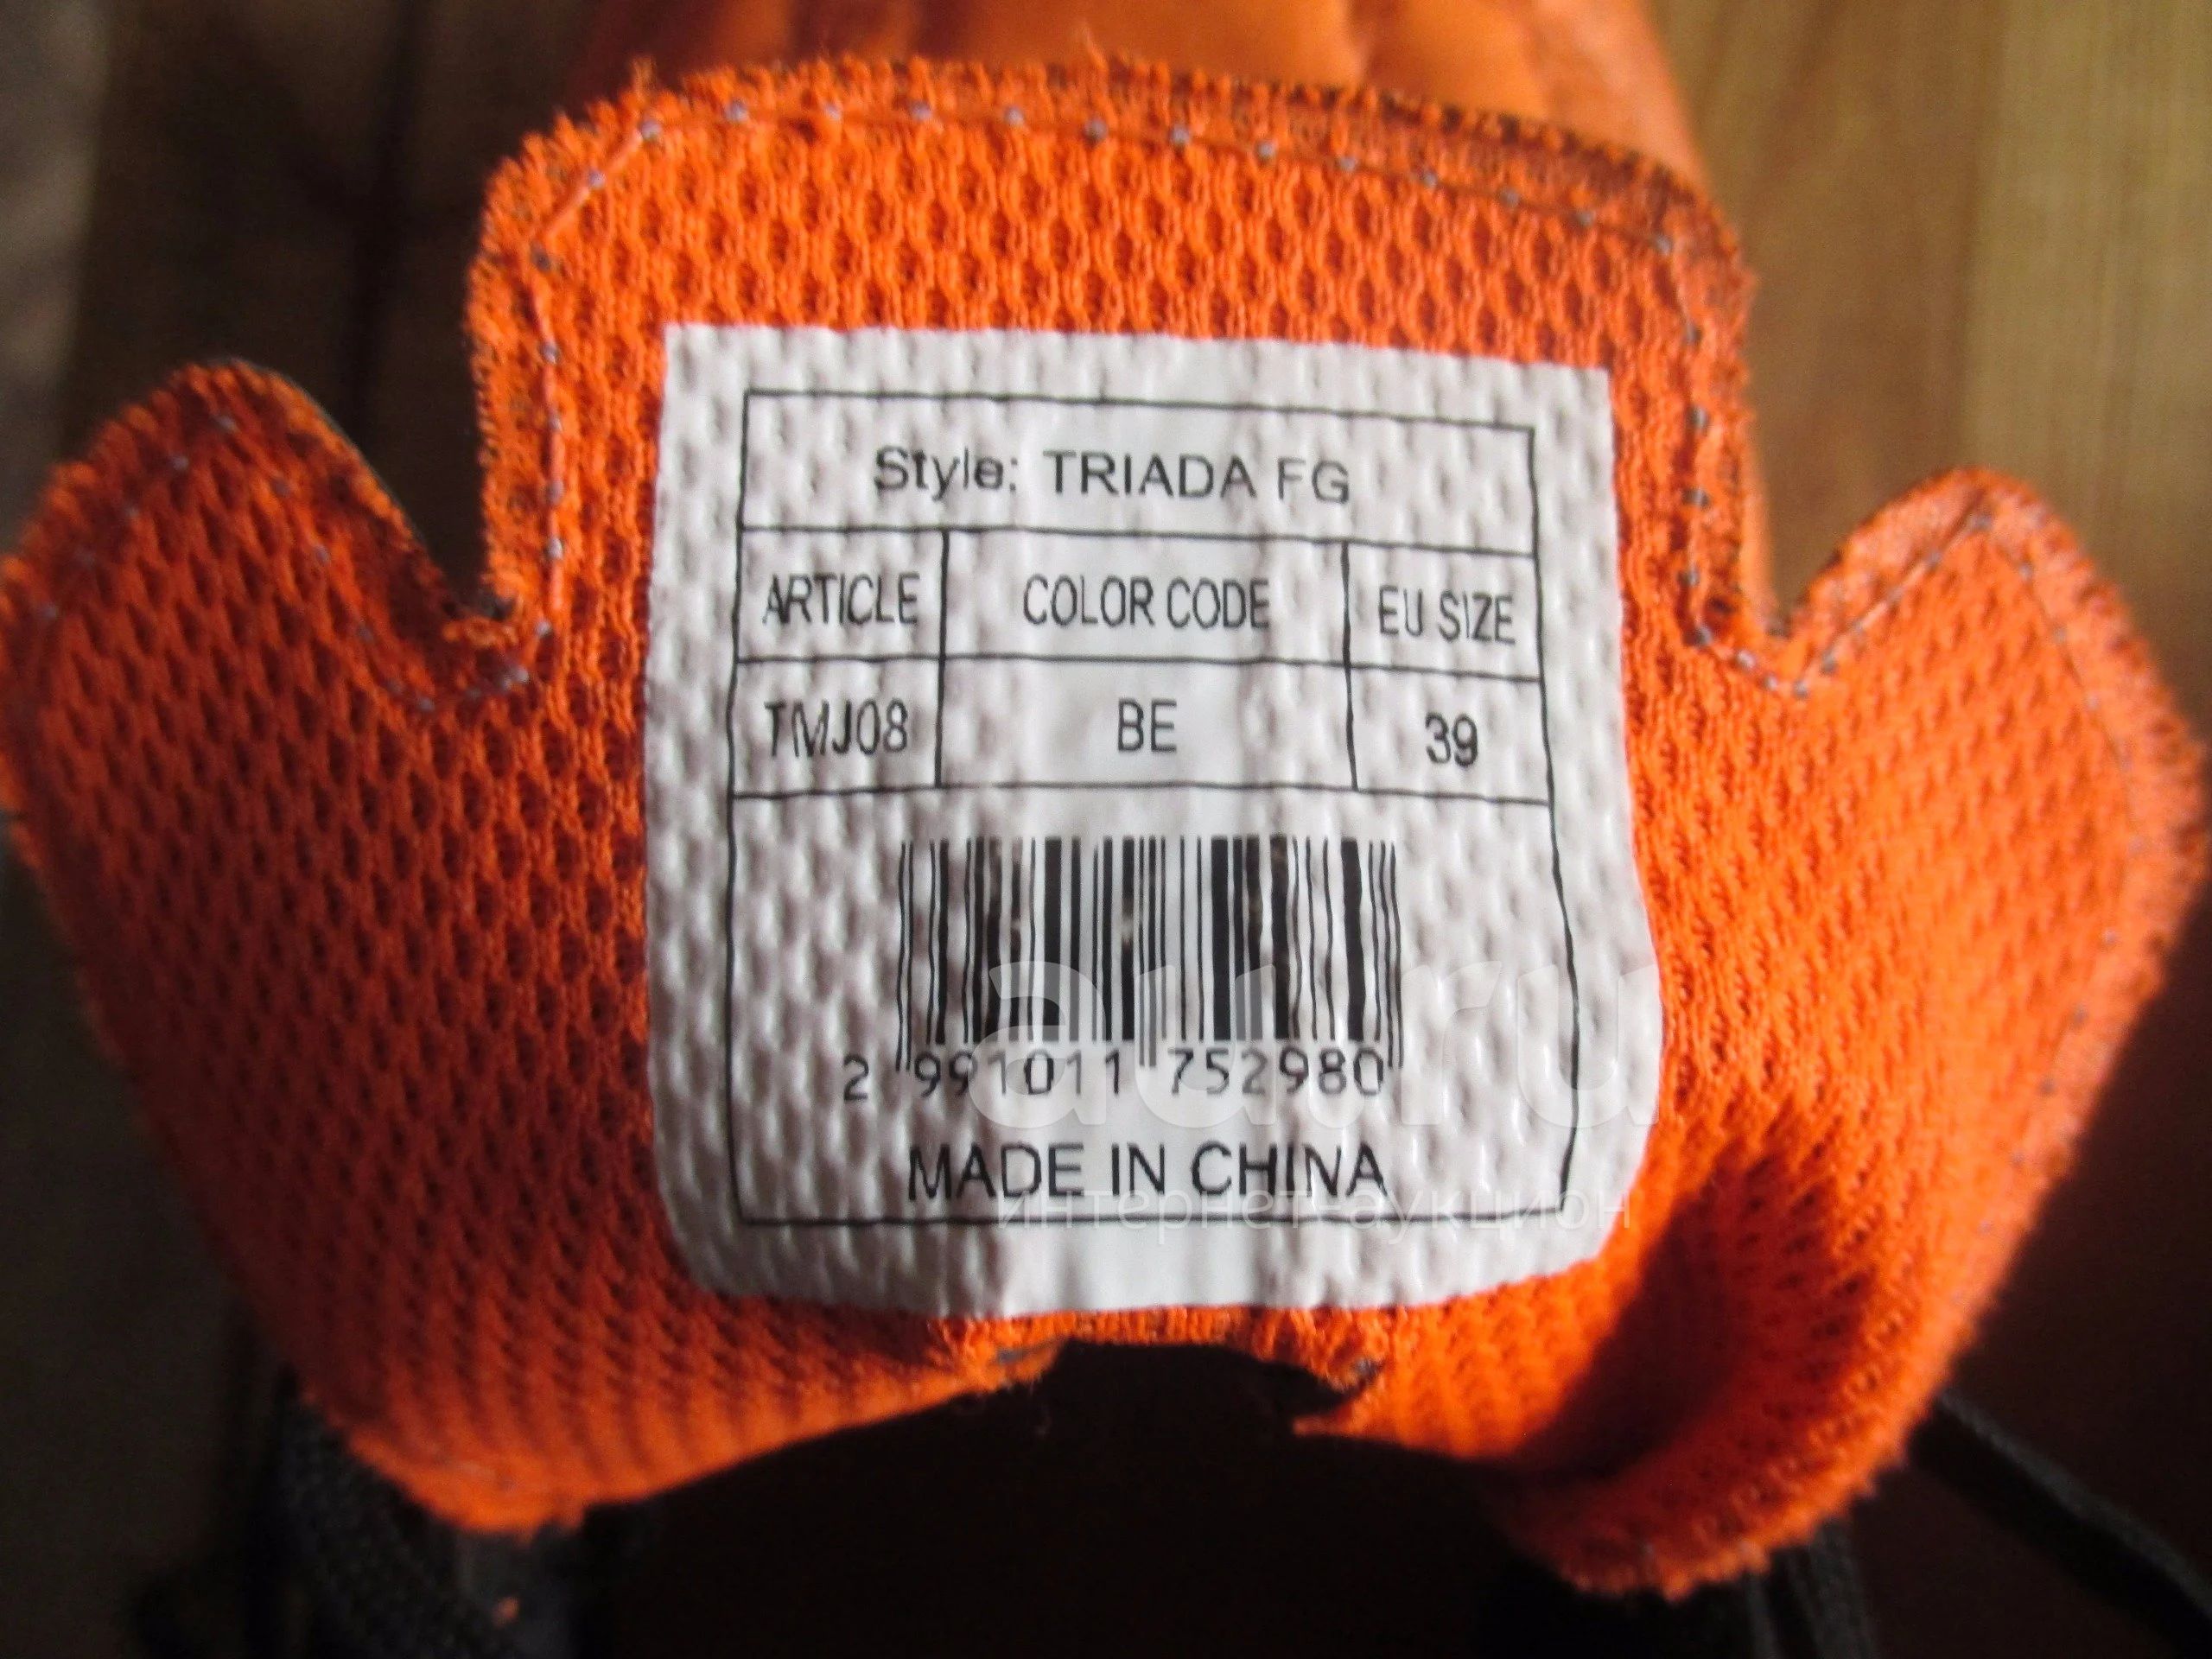 Style: TRIADA FG
ARTICLE COLOR CODE EU SIZE
TMJ08 BE 39
2 991011 752980
MADE IN CHINA
au.ru
интернет-аукцион